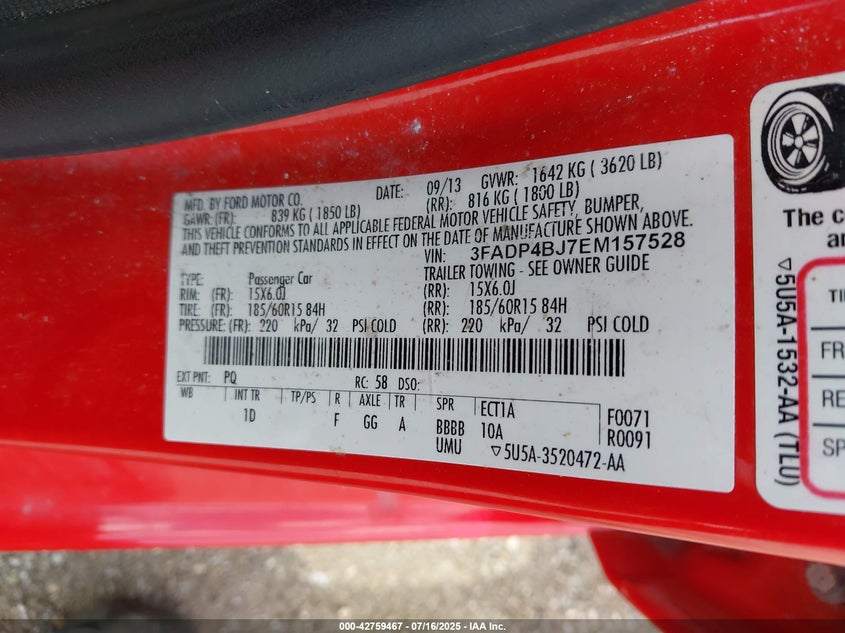 MFD. BY FORD MOTOR CO. DATE: 09/13 GVWR: 1642 KG ( 3620 LB)
GAWR: (FR): 839 KG ( 1850 LB) (RR): 816 KG ( 1800 LB)
THIS VEHICLE CONFORMS TO ALL APPLICABLE FEDERAL MOTOR VEHICLE SAFETY, BUMPER,
AND THEFT PREVENTION STANDARDS IN EFFECT ON THE DATE OF MANUFACTURE SHOWN ABOVE.
VIN: 3FADP4BJ7EM157528
TYPE: Passenger Car TRAILER TOWING - SEE OWNER GUIDE
RIM: (FR): 15X6.0J (RR): 15X6.0J
TIRE: (FR): 185/60R15 84H (RR): 185/60R15 84H
PRESSURE: (FR): 220 kPa/ 32 PSI COLD (RR): 220 kPa/ 32 PSI COLD
EXT PNT: PQ RC: 58 DSO:
WB INT TR TP/PS R AXLE TR SPR ECT1A F0071
1D F GG A BBBB 10A R0091
UMU ▽5U5A-3520472-AA
The c
an
▽5U5A-1532-AA (TLU)
TI
FR
RE
SP
000-42759467 - 07/16/2025 - IAA Inc.